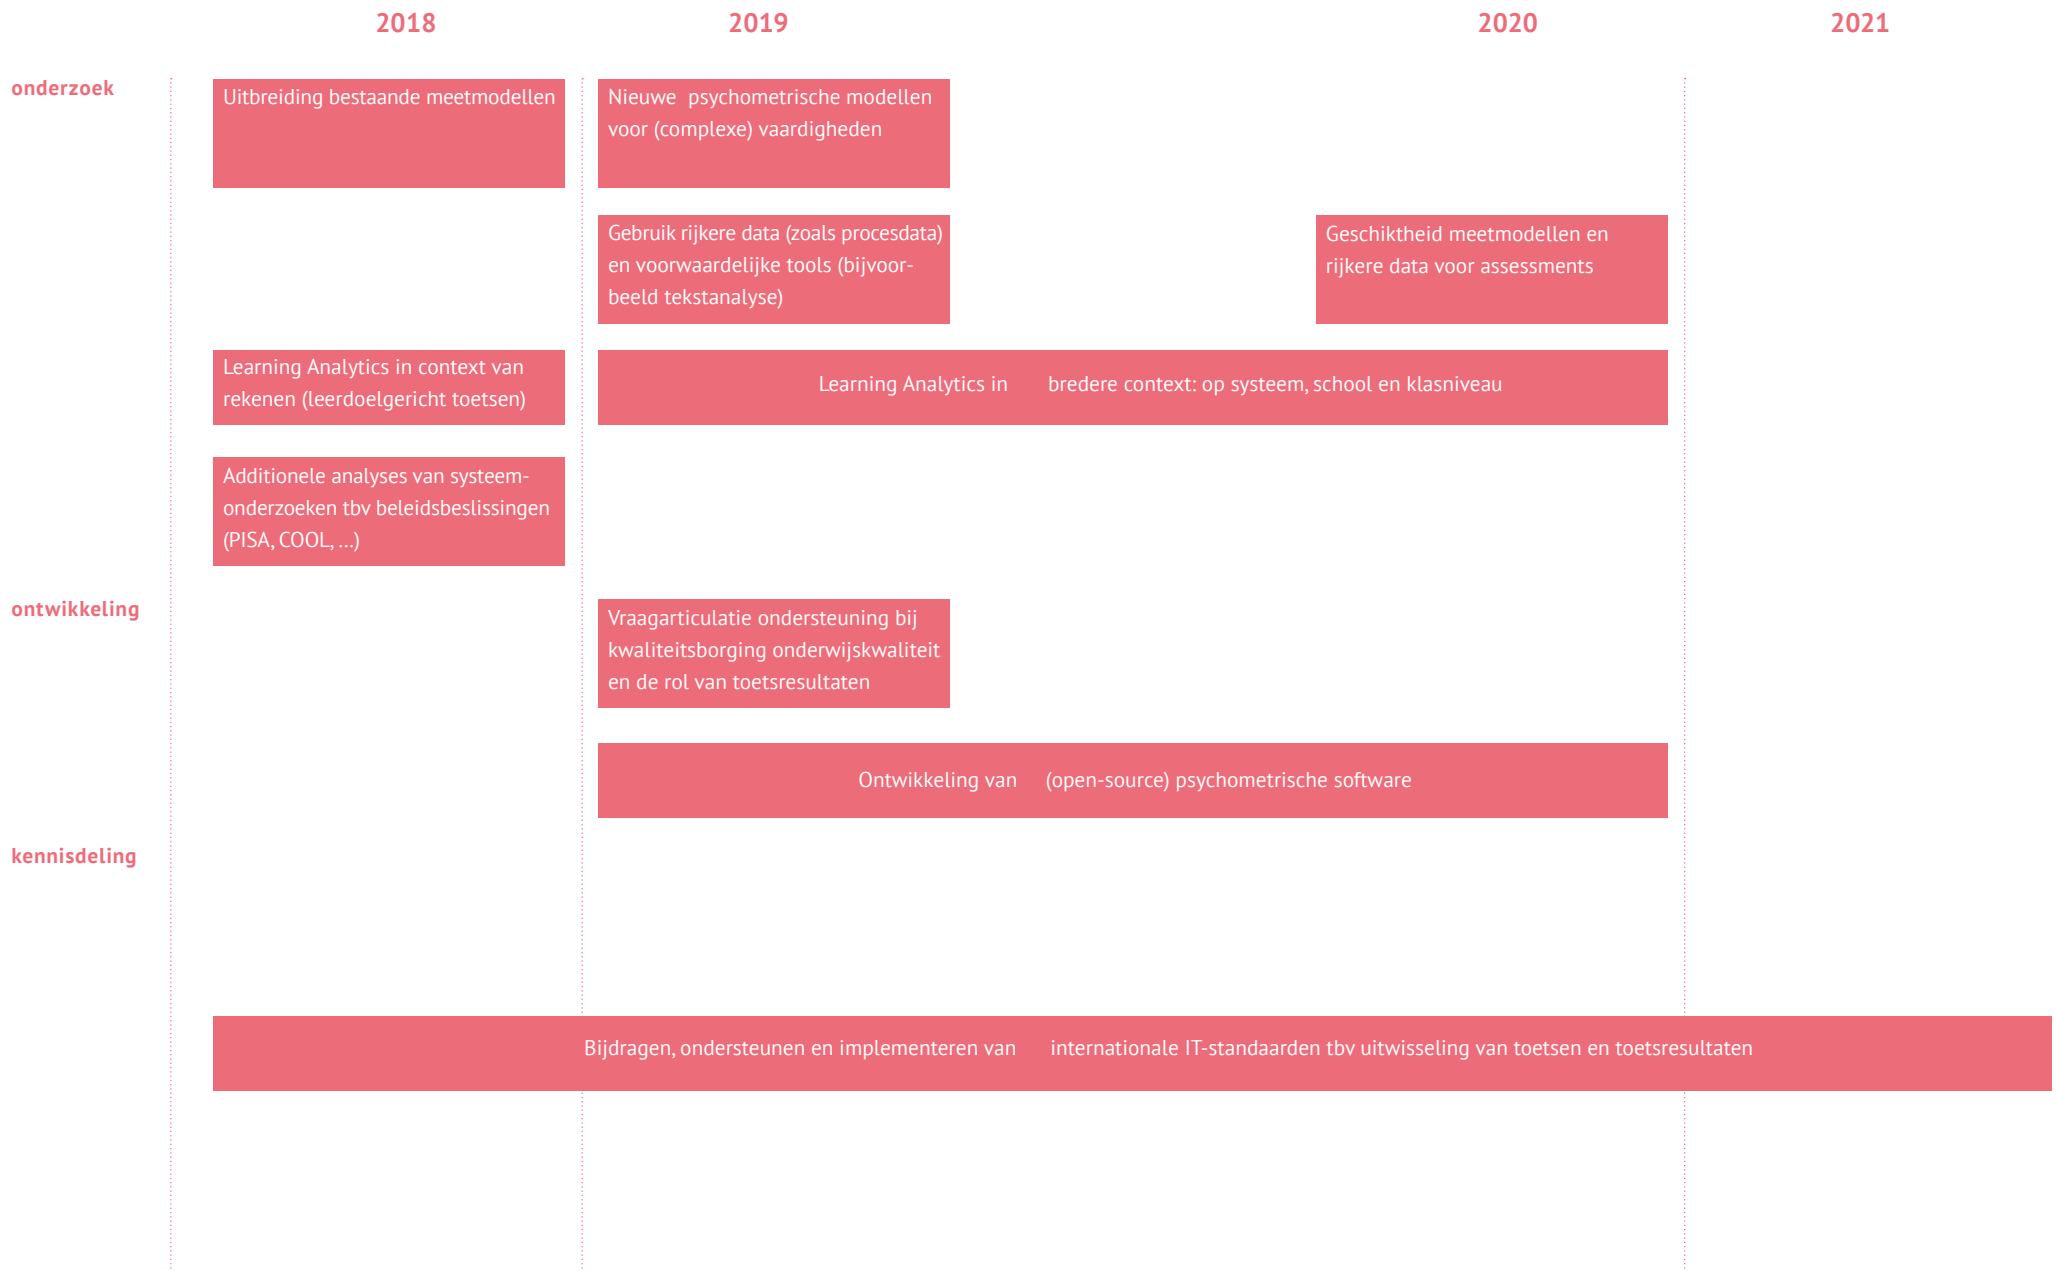 2018
2019
2020
2021
onderzoek
Uitbreiding bestaande meetmodellen
Nieuwe psychometrische modellen
voor (complexe) vaardigheden
Gebruik rijkere data (zoals procesdata)
en voorwaardelijke tools (bijvoor-
beeld tekstanalyse)
Geschiktheid meetmodellen en
rijkere data voor assessments
Learning Analytics in context van
rekenen (leerdoelgericht toetsen)
Learning Analytics in bredere context: op systeem, school en klasniveau
Additionele analyses van systeem-
onderzoeken tbv beleidsbeslissingen
(PISA, COOL, ...)
ontwikkeling
Vraagarticulatie ondersteuning bij
kwaliteitsborging onderwijskwaliteit
en de rol van toetsresultaten
Ontwikkeling van (open-source) psychometrische software
kennisdeling
Bijdragen, ondersteunen en implementeren van internationale IT-standaarden tbv uitwisseling van toetsen en toetsresultaten